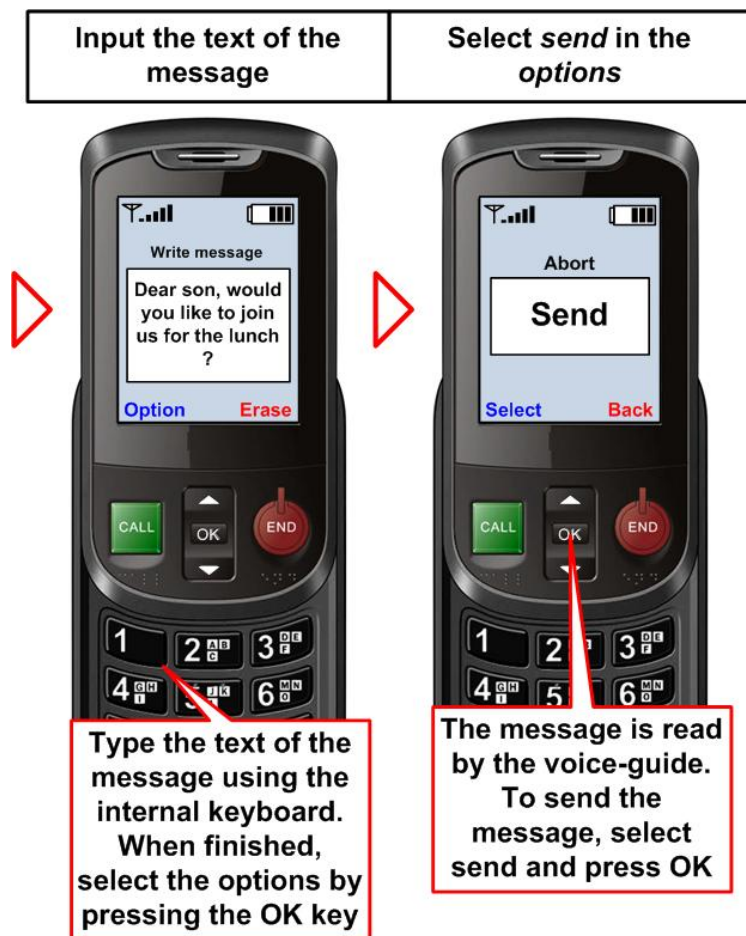 Input the text of the
message
Select send in the
options
Write message
Dear son, would
you like to join
us for the lunch
?
Option Erase
CALL OK END
1 2 A B C 3 D E F
4 G H I 5 J k 6 M N O
Type the text of the
message using the
internal keyboard.
When finished,
select the options by
pressing the OK key
Abort
Send
Select Back
CALL OK END
1 2 3 D E F
4 G H I 5 6 M N O
The message is read
by the voice-guide.
To send the
message, select
send and press OK